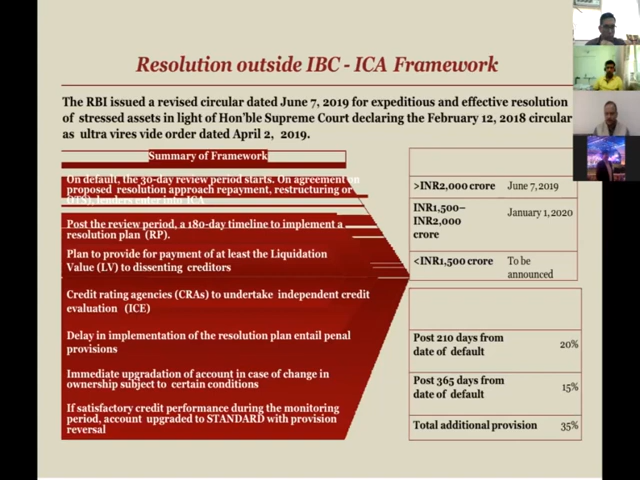 Resolution outside IBC - ICA Framework
The RBI issued a revised circular dated June 7, 2019 for expeditious and effective resolution
of stressed assets in light of Hon'ble Supreme Court declaring the February 12, 2018 circular
as ultra vires vide order dated April 2, 2019.
Summary of Framework
On default, the 30-day review period starts. On agreement on
proposed resolution approach repayment, restructuring or
OTS), lenders enter into ICA
Post the review period, a 180-day timeline to implement a
resolution plan (RP).
Plan to provide for payment of at least the Liquidation
Value (LV) to dissenting creditors
Credit rating agencies (CRAs) to undertake independent credit
evaluation (ICE)
Delay in implementation of the resolution plan entail penal
provisions
Immediate upgradation of account in case of change in
ownership subject to certain conditions
If satisfactory credit performance during the monitoring
period, account upgraded to STANDARD with provision
reversal
>INR2,000 crore June 7, 2019
INR1,500– January 1, 2020
INR2,000
crore
<INR1,500 crore To be
announced
Post 210 days from 20%
date of default
Post 365 days from 15%
date of default
Total additional provision 35%